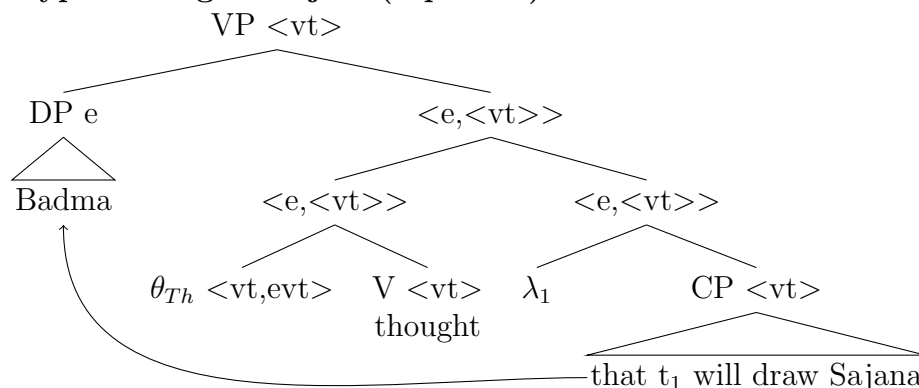 VP <vt>
DP e
<e,<vt>>
Badma
<e,<vt>>
<e,<vt>>
θ_Th <vt,evt>
V <vt>
λ₁
CP <vt>
thought
that t₁ will draw Sajana